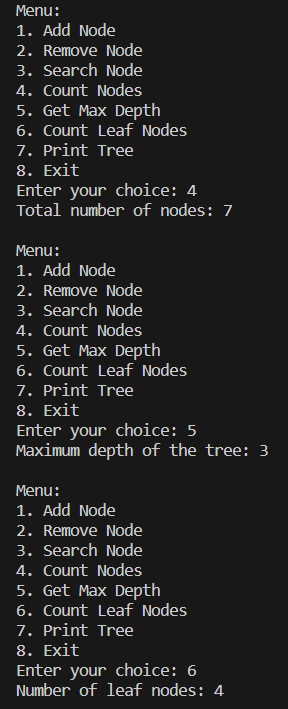 Menu:
1. Add Node
2. Remove Node
3. Search Node
4. Count Nodes
5. Get Max Depth
6. Count Leaf Nodes
7. Print Tree
8. Exit
Enter your choice: 4
Total number of nodes: 7

Menu:
1. Add Node
2. Remove Node
3. Search Node
4. Count Nodes
5. Get Max Depth
6. Count Leaf Nodes
7. Print Tree
8. Exit
Enter your choice: 5
Maximum depth of the tree: 3

Menu:
1. Add Node
2. Remove Node
3. Search Node
4. Count Nodes
5. Get Max Depth
6. Count Leaf Nodes
7. Print Tree
8. Exit
Enter your choice: 6
Number of leaf nodes: 4